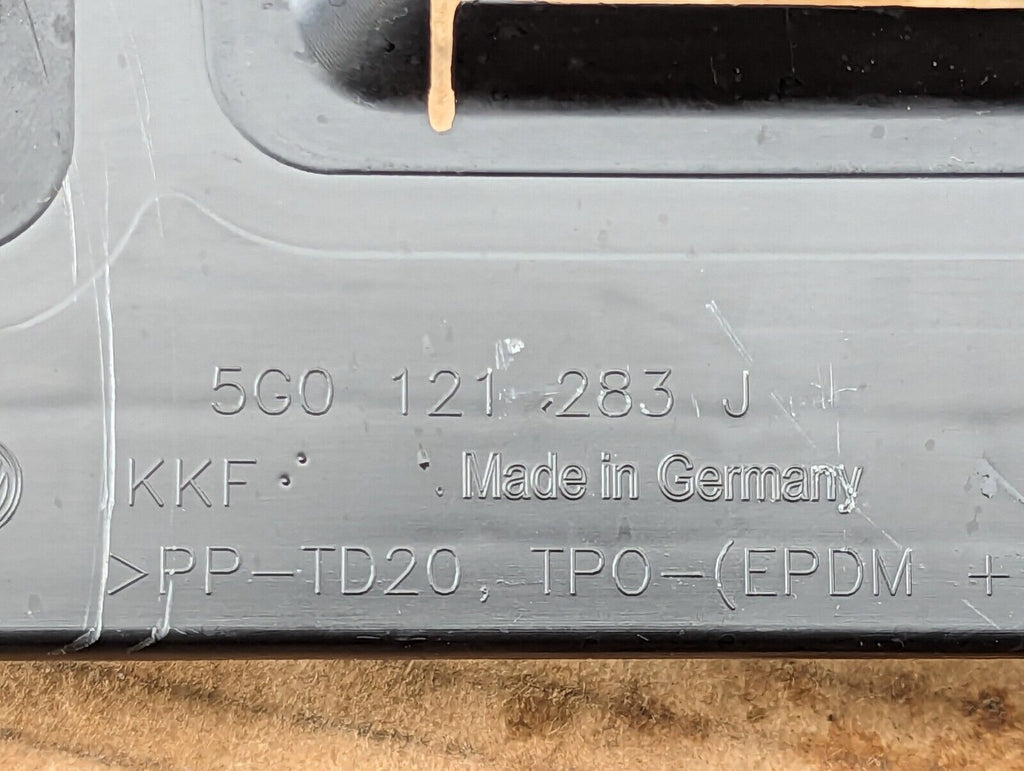 5G0 121 283 J
KKF Made in Germany
>PP-TD20, TPO-(EPDM +